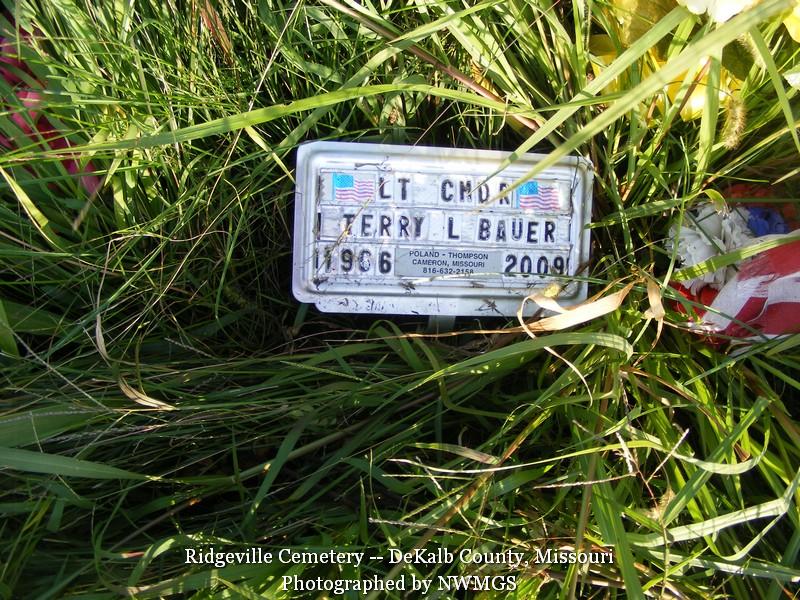 LT CMDR
TERRY L BAUER
1966 2009
POLAND - THOMPSON
CAMERON, MISSOURI
816-632-2158
Ridgeville Cemetery -- DeKalb County, Missouri
Photographed by NWMGS